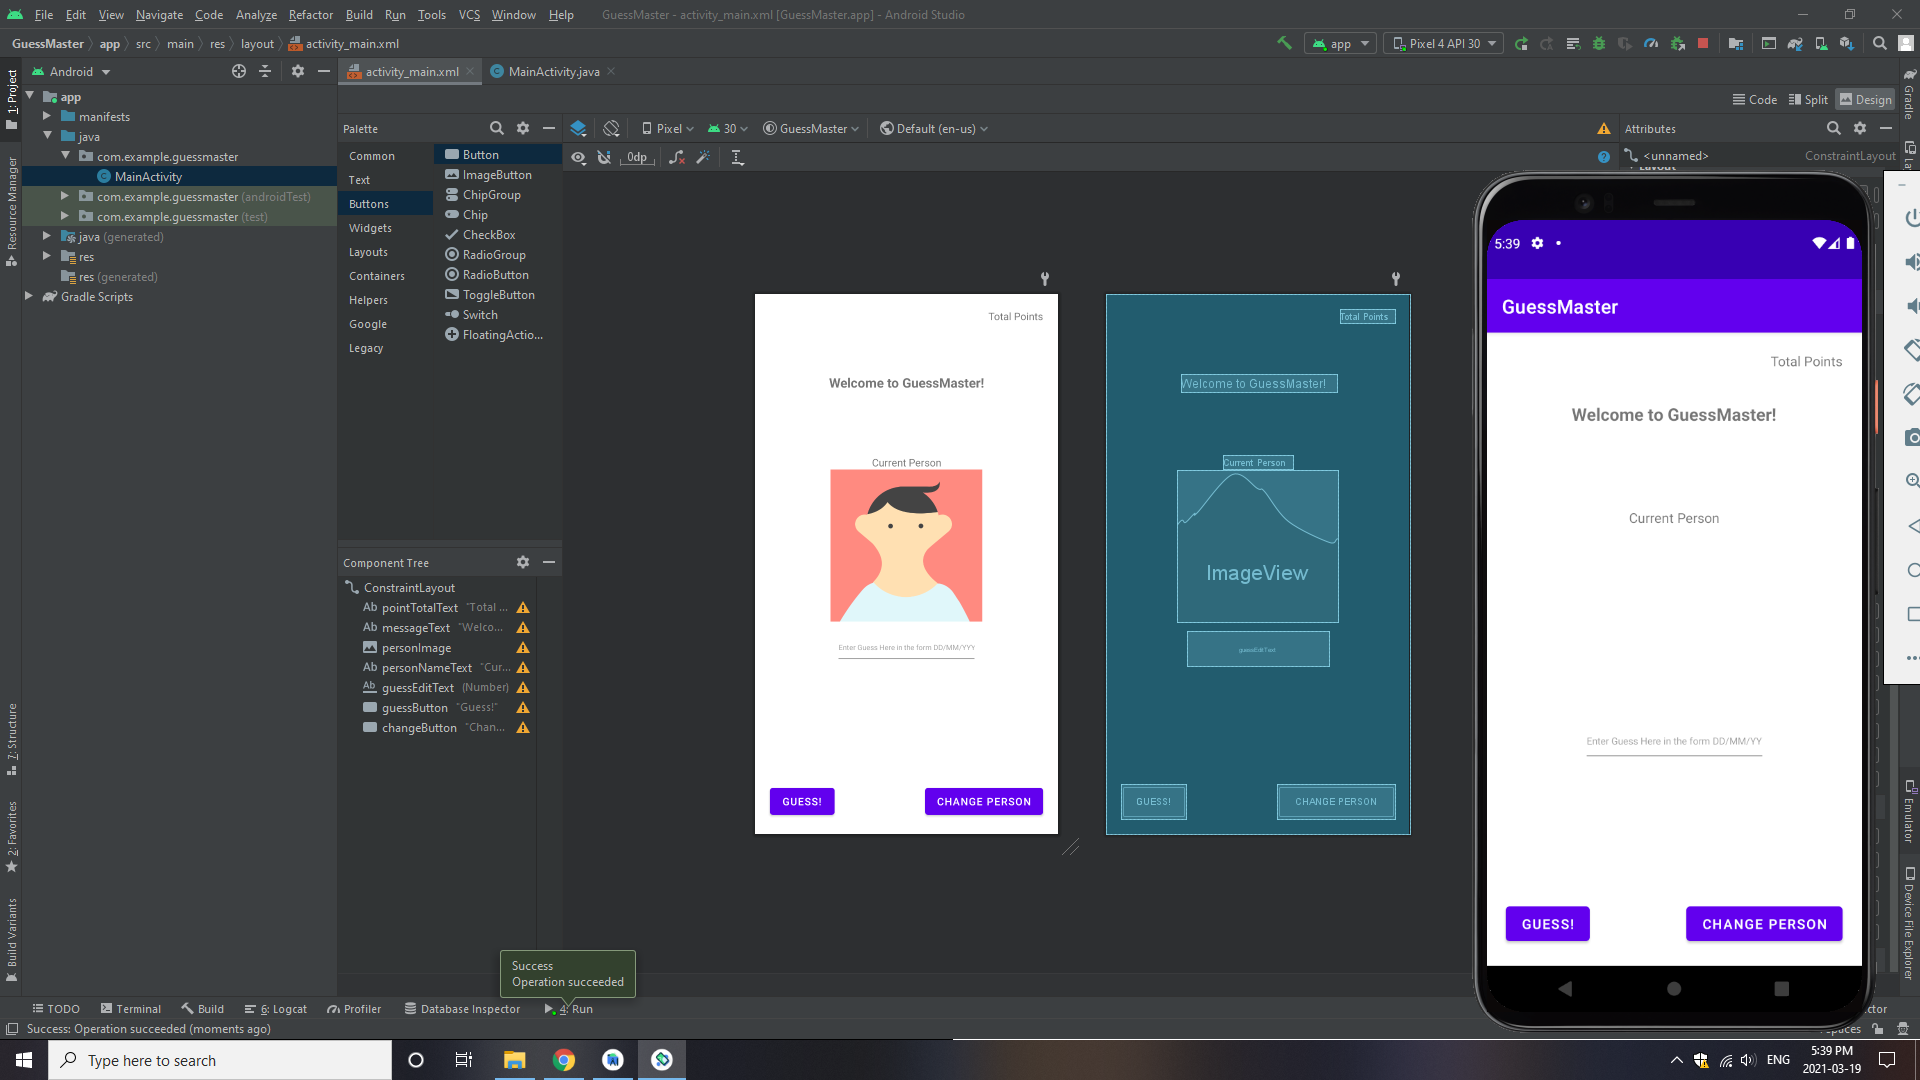 File Edit View Navigate Code Analyze Refactor Build Run Tools VCS Window Help GuessMaster - activity_main.xml [GuessMaster.app] - Android Studio
GuessMaster app src main res layout activity_main.xml
app Pixel 4 API 30
Android
activity_main.xml MainActivity.java
1: Project
Resource Manager
7: Structure
2: Favorites
Build Variants
app
manifests
java
com.example.guessmaster
MainActivity
com.example.guessmaster (androidTest)
com.example.guessmaster (test)
java (generated)
res
res (generated)
Gradle Scripts
Code Split Design
Palette
Common
Text
Buttons
Widgets
Layouts
Containers
Helpers
Google
Legacy
Button
ImageButton
ChipGroup
Chip
CheckBox
RadioGroup
RadioButton
ToggleButton
Switch
FloatingActio...
Pixel 30 GuessMaster Default (en-us)
0dp
Attributes
<unnamed> ConstraintLayout
Component Tree
ConstraintLayout
Ab pointTotalText "Total ...
Ab messageText "Welco...
personImage
Ab personNameText "Cur...
Ab guessEditText (Number)
guessButton "Guess!"
changeButton "Chan...
Total Points
Welcome to GuessMaster!
Current Person
Enter Guess Here in the form DD/MM/YYY
GUESS! CHANGE PERSON
Total Points
Welcome to GuessMaster!
Current Person
ImageView
guessEditText
GUESS! CHANGE PERSON
5:39
GuessMaster
Total Points
Welcome to GuessMaster!
Current Person
Enter Guess Here in the form DD/MM/YY
GUESS! CHANGE PERSON
Gradle
Emulator
Device File Explorer
Success
Operation succeeded
TODO Terminal Build 6: Logcat Profiler Database Inspector 4: Run
Success: Operation succeeded (moments ago)
Type here to search
ENG
5:39 PM
2021-03-19